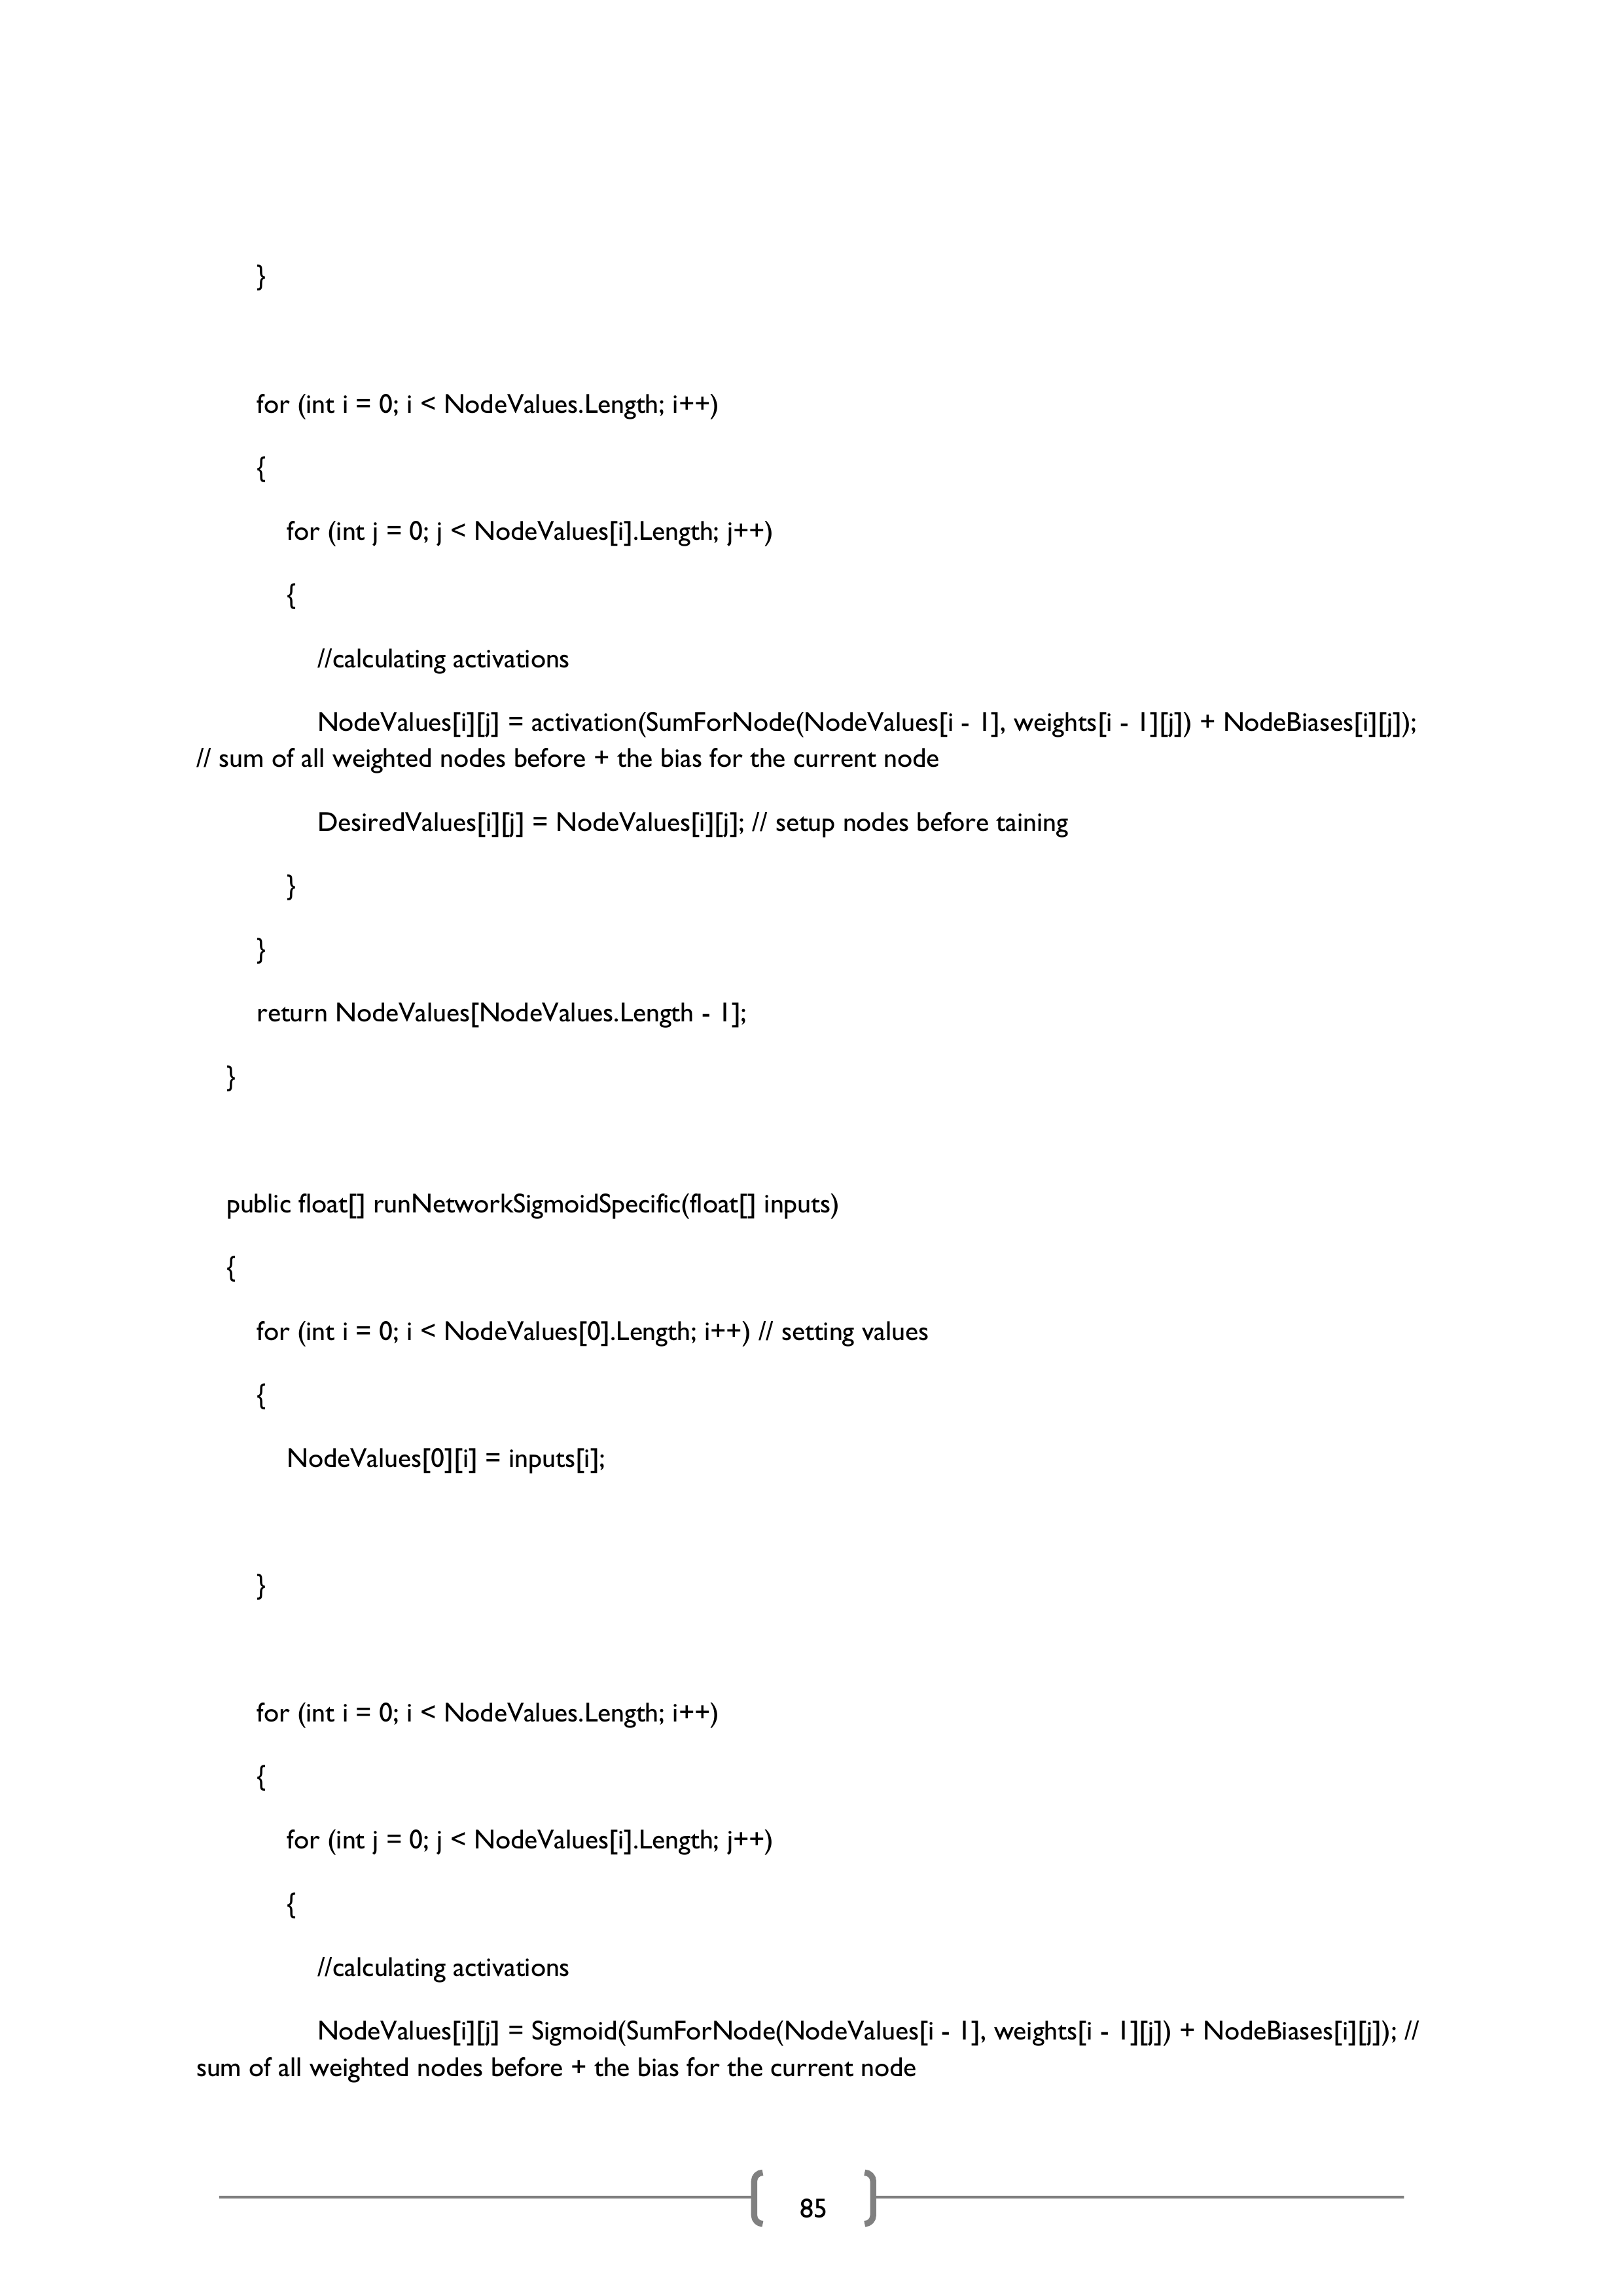 }
for (int i = 0; i < NodeValues.Length; i++)
{
for (int j = 0; j < NodeValues[i].Length; j++)
{
//calculating activations
NodeValues[i][j] = activation(SumForNode(NodeValues[i - 1], weights[i - 1][j]) + NodeBiases[i][j]);
// sum of all weighted nodes before + the bias for the current node
DesiredValues[i][j] = NodeValues[i][j]; // setup nodes before taining
}
}
return NodeValues[NodeValues.Length - 1];
}
public float[] runNetworkSigmoidSpecific(float[] inputs)
{
for (int i = 0; i < NodeValues[0].Length; i++) // setting values
{
NodeValues[0][i] = inputs[i];
}
for (int i = 0; i < NodeValues.Length; i++)
{
for (int j = 0; j < NodeValues[i].Length; j++)
{
//calculating activations
NodeValues[i][j] = Sigmoid(SumForNode(NodeValues[i - 1], weights[i - 1][j]) + NodeBiases[i][j]); //
sum of all weighted nodes before + the bias for the current node
85